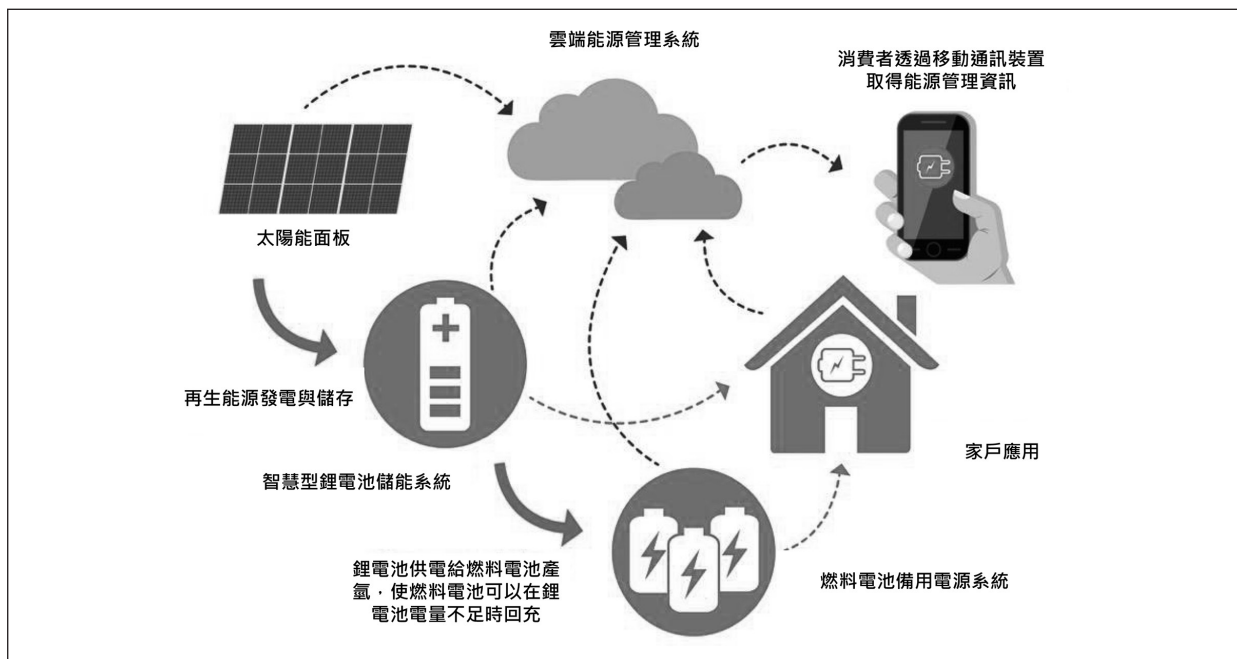 雲端能源管理系統
消費者透過移動通訊裝置
取得能源管理資訊
太陽能面板
再生能源發電與儲存
智慧型鋰電池儲能系統
家戶應用
鋰電池供電給燃料電池產
氫，使燃料電池可以在鋰
電池電量不足時回充
燃料電池備用電源系統